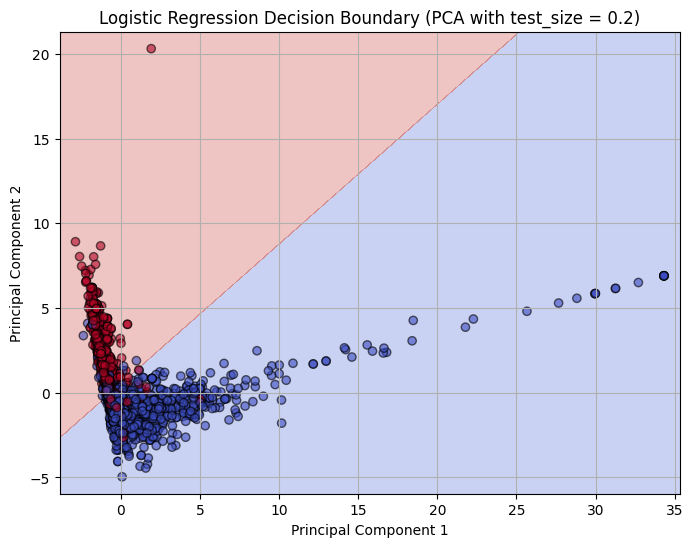 Logistic Regression Decision Boundary (PCA with test_size = 0.2)
Principal Component 2
20
15
10
5
0
−5
0 5 10 15 20 25 30 35
Principal Component 1